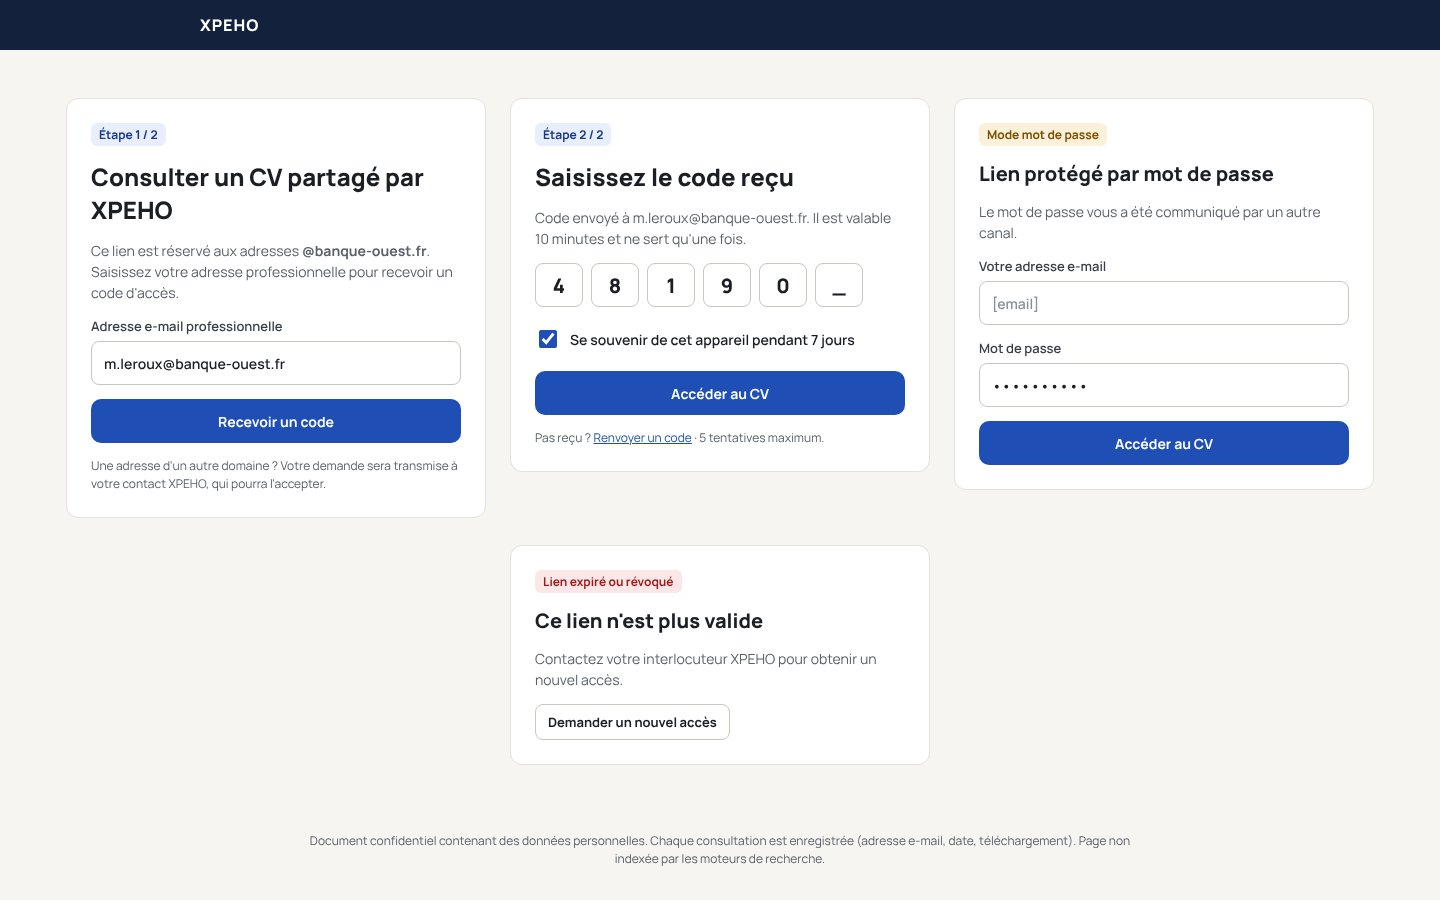 XPEHO
Étape 1 / 2
Consulter un CV partagé par
XPEHO
Ce lien est réservé aux adresses @banque-ouest.fr.
Saisissez votre adresse professionnelle pour recevoir un
code d'accès.
Adresse e-mail professionnelle
m.leroux@banque-ouest.fr
Recevoir un code
Une adresse d'un autre domaine ? Votre demande sera transmise à
votre contact XPEHO, qui pourra l'accepter.
Étape 2 / 2
Saisissez le code reçu
Code envoyé à m.leroux@banque-ouest.fr. Il est valable
10 minutes et ne sert qu'une fois.
4 8 1 9 0 _
Se souvenir de cet appareil pendant 7 jours
Accéder au CV
Pas reçu ? Renvoyer un code · 5 tentatives maximum.
Mode mot de passe
Lien protégé par mot de passe
Le mot de passe vous a été communiqué par un autre
canal.
Votre adresse e-mail
[email]
Mot de passe
••••••••••
Accéder au CV
Lien expiré ou révoqué
Ce lien n'est plus valide
Contactez votre interlocuteur XPEHO pour obtenir un
nouvel accès.
Demander un nouvel accès
Document confidentiel contenant des données personnelles. Chaque consultation est enregistrée (adresse e-mail, date, téléchargement). Page non
indexée par les moteurs de recherche.